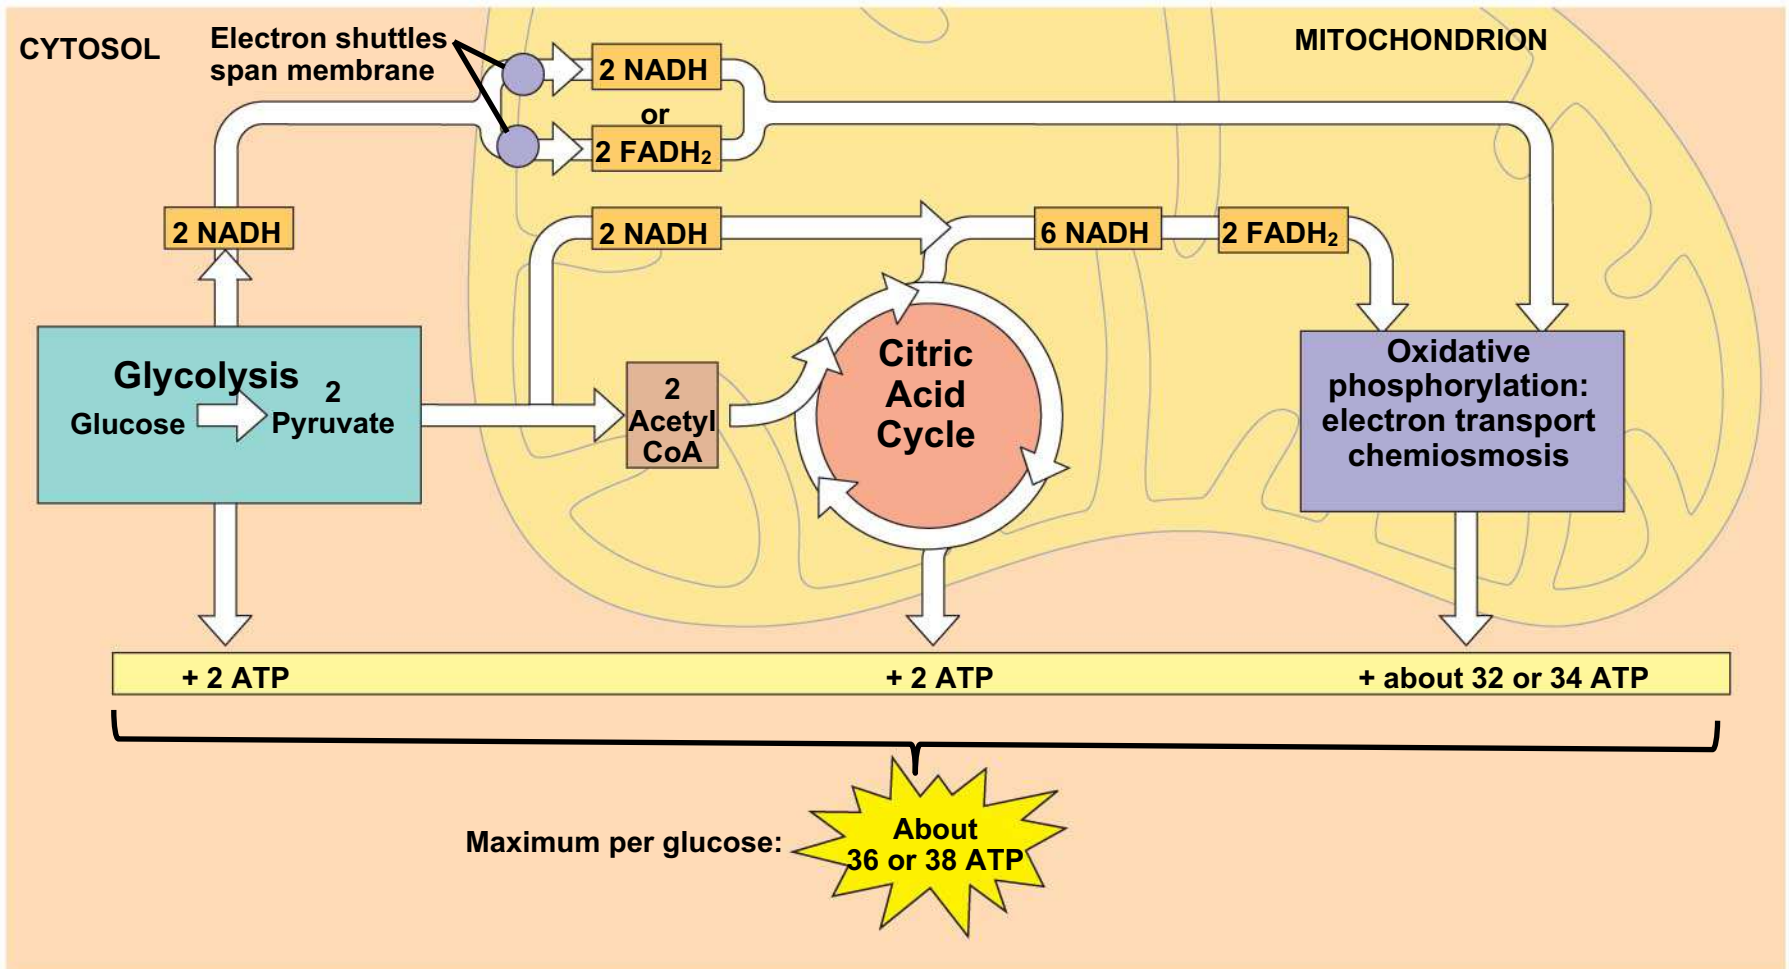 CYTOSOL
Electron shuttles
span membrane
MITOCHONDRION
2 NADH
or
2 FADH₂
2 NADH
2 NADH
6 NADH
2 FADH₂
Glycolysis
Glucose
2
Pyruvate
2
Acetyl
CoA
Citric
Acid
Cycle
Oxidative
phosphorylation:
electron transport
chemiosmosis
+ 2 ATP
+ 2 ATP
+ about 32 or 34 ATP
Maximum per glucose:
About
36 or 38 ATP